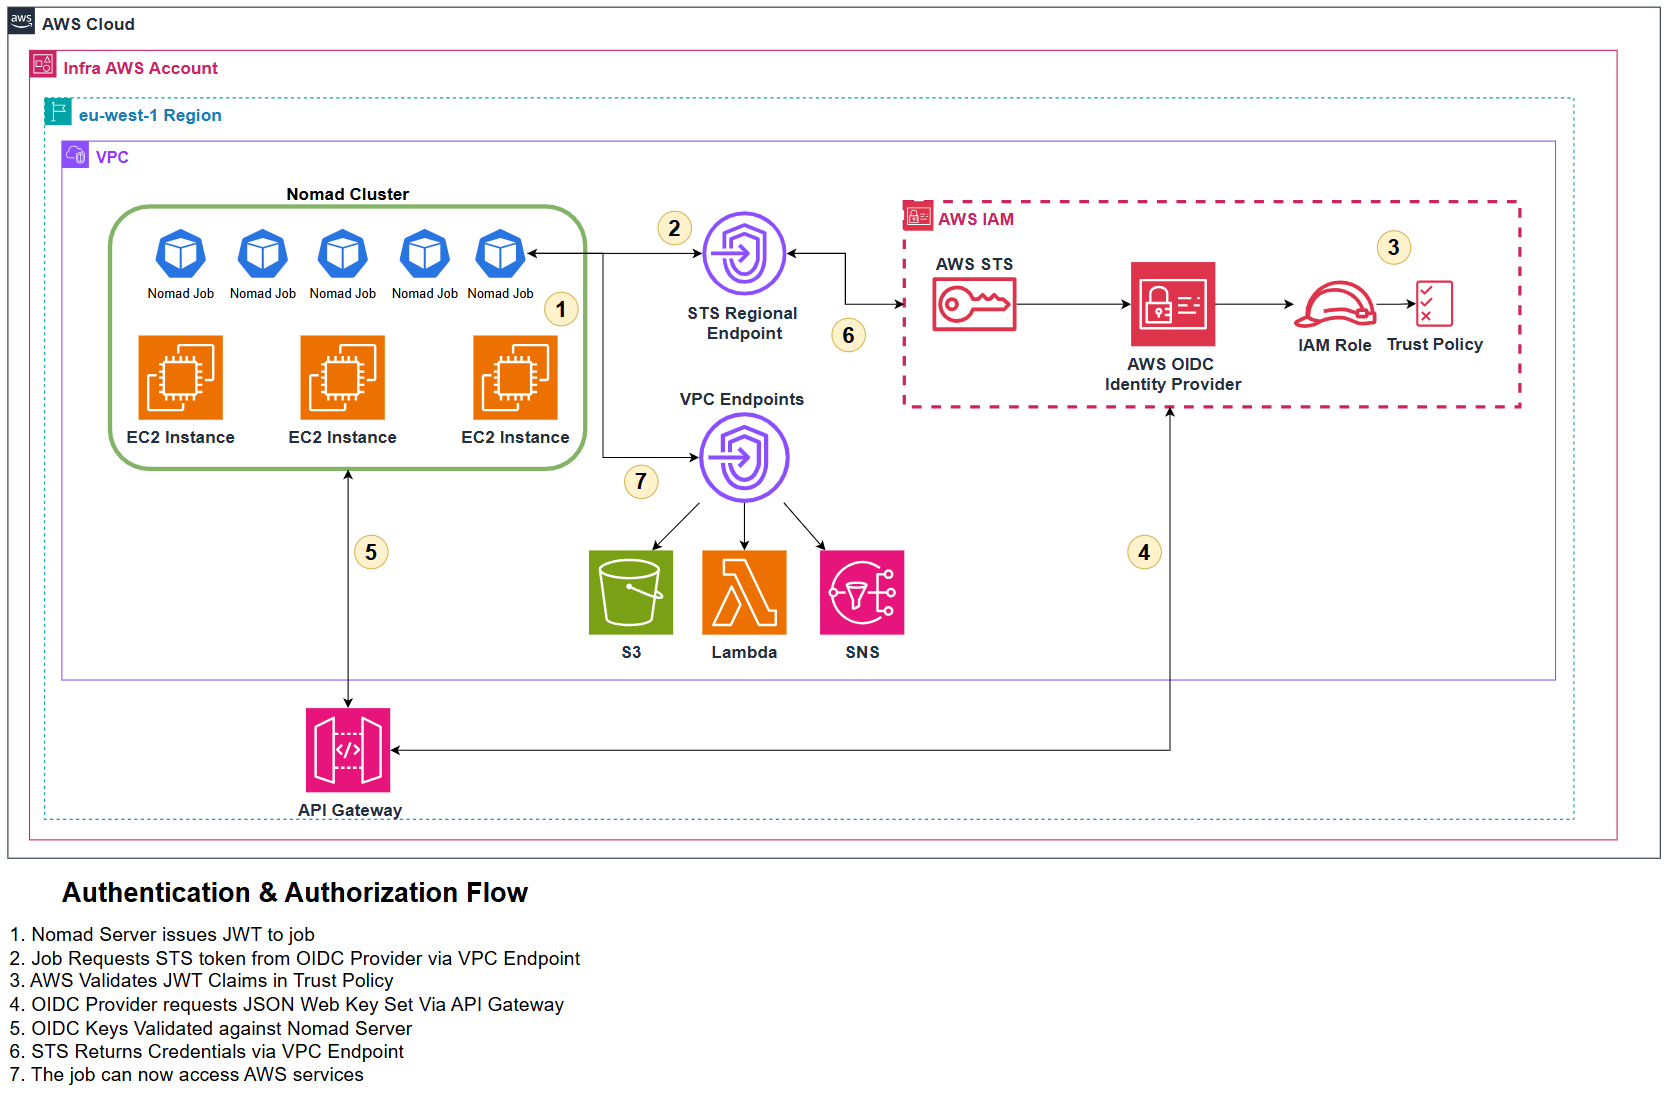 aws
AWS Cloud
Infra AWS Account
eu-west-1 Region
VPC
Nomad Cluster
Nomad Job
Nomad Job
Nomad Job
Nomad Job
Nomad Job
1
EC2 Instance
EC2 Instance
EC2 Instance
2
STS Regional
Endpoint
6
AWS IAM
AWS STS
AWS OIDC
Identity Provider
3
IAM Role
Trust Policy
VPC Endpoints
7
S3
Lambda
SNS
5
4
</>
API Gateway
Authentication & Authorization Flow
1. Nomad Server issues JWT to job
2. Job Requests STS token from OIDC Provider via VPC Endpoint
3. AWS Validates JWT Claims in Trust Policy
4. OIDC Provider requests JSON Web Key Set Via API Gateway
5. OIDC Keys Validated against Nomad Server
6. STS Returns Credentials via VPC Endpoint
7. The job can now access AWS services